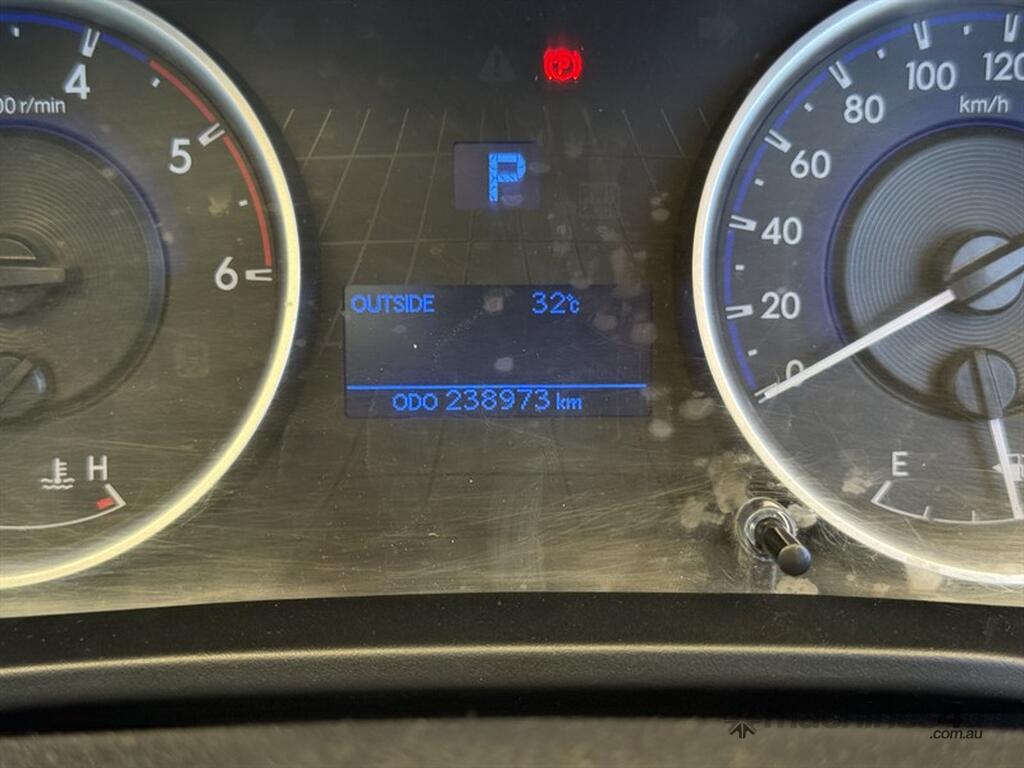 4
5
6
00 r/min
H
P
OUTSIDE 32°c
ODO 238973 km
0
20
40
60
80
100
120
km/h
E
machines4
.com.au